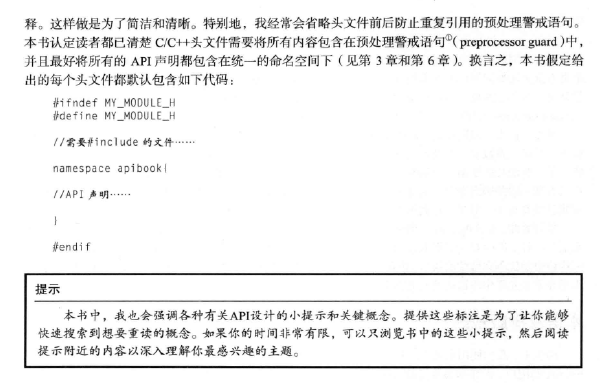 释。这样做是为了简洁和清晰。特别地，我经常会省略头文件前后防止重复引用的预处理警戒语句。
本书认定读者都已清楚 C/C++头文件需要将所有内容包含在预处理警戒语句①( preprocessor guard )中，
并且最好将所有的 API 声明都包含在统一的命名空间下（见第 3 章和第 6 章）。换言之，本书假定给
出的每个头文件都默认包含如下代码：
#ifndef MY_MODULE_H
#define MY_MODULE_H
//需要#include 的文件……
namespace apibook{
//API 声明……
}
#endif
提示
本书中，我也会强调各种有关API设计的小提示和关键概念。提供这些标注是为了让你能够
快速搜索到想要重读的概念。如果你的时间非常有限，可以只浏览书中的这些小提示，然后阅读
提示附近的内容以深入理解你最感兴趣的主题。